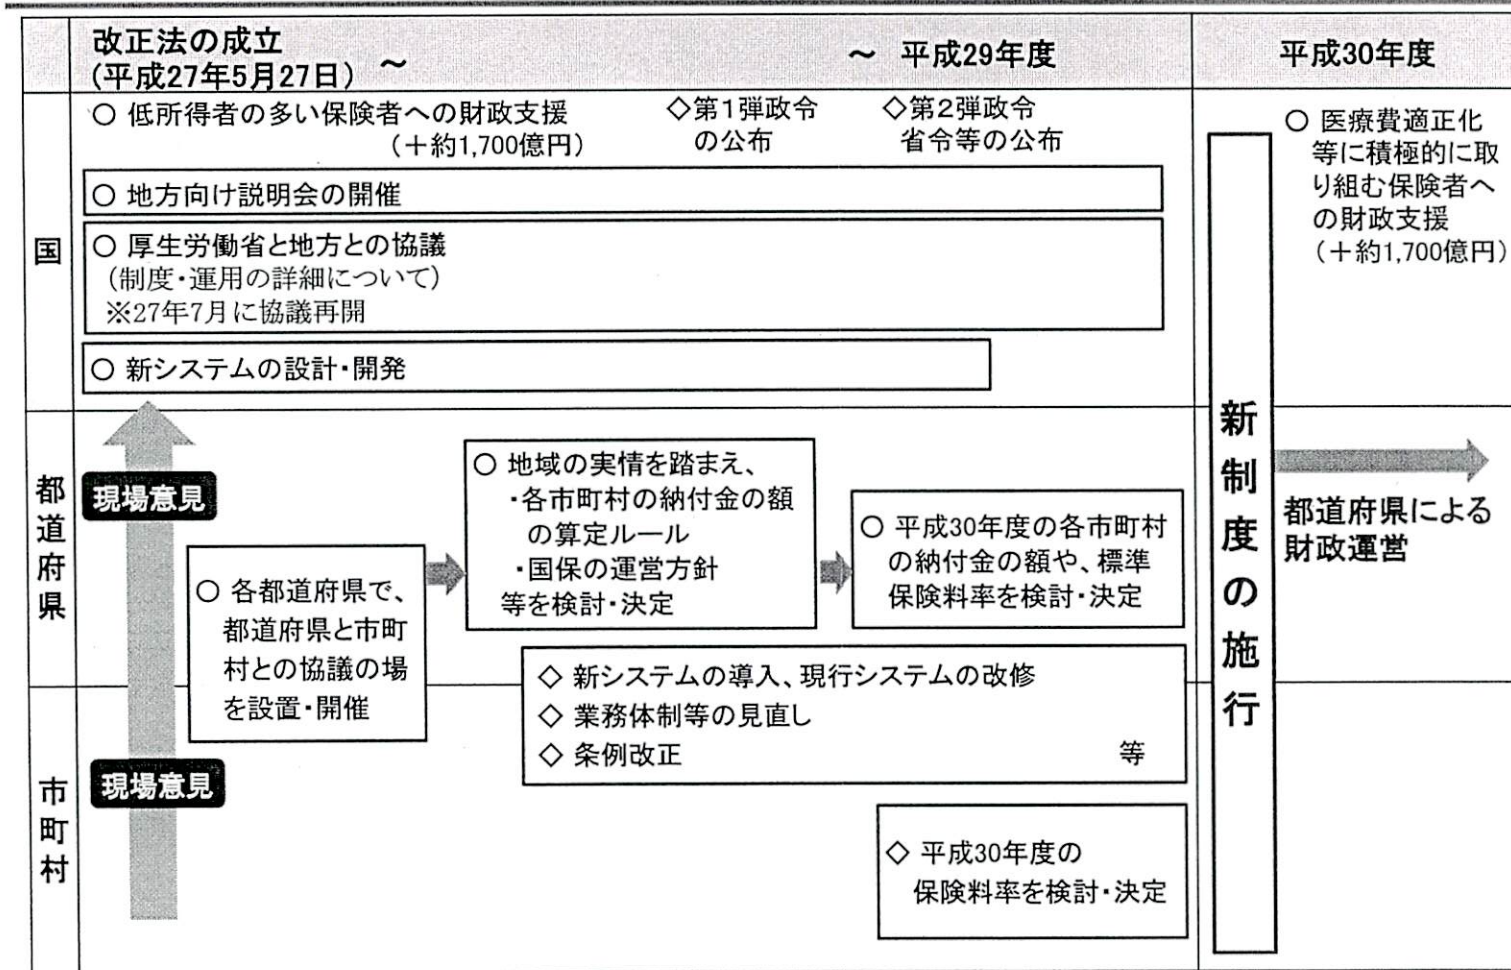 改正法の成立
(平成27年5月27日) ～
～ 平成29年度
平成30年度
国
○ 低所得者の多い保険者への財政支援
(＋約1,700億円)
◇第1弾政令
の公布
◇第2弾政令
省令等の公布
○ 地方向け説明会の開催
○ 厚生労働省と地方との協議
(制度・運用の詳細について)
※27年7月に協議再開
○ 新システムの設計・開発
○ 医療費適正化
等に積極的に取
り組む保険者へ
の財政支援
(＋約1,700億円)
新制度の施行
都道府県
現場意見
○ 各都道府県で、
都道府県と市町
村との協議の場
を設置・開催
○ 地域の実情を踏まえ、
・各市町村の納付金の額
の算定ルール
・国保の運営方針
等を検討・決定
○ 平成30年度の各市町村
の納付金の額や、標準
保険料率を検討・決定
都道府県による
財政運営
◇ 新システムの導入、現行システムの改修
◇ 業務体制等の見直し
◇ 条例改正 等
市町村
現場意見
◇ 平成30年度の
保険料率を検討・決定